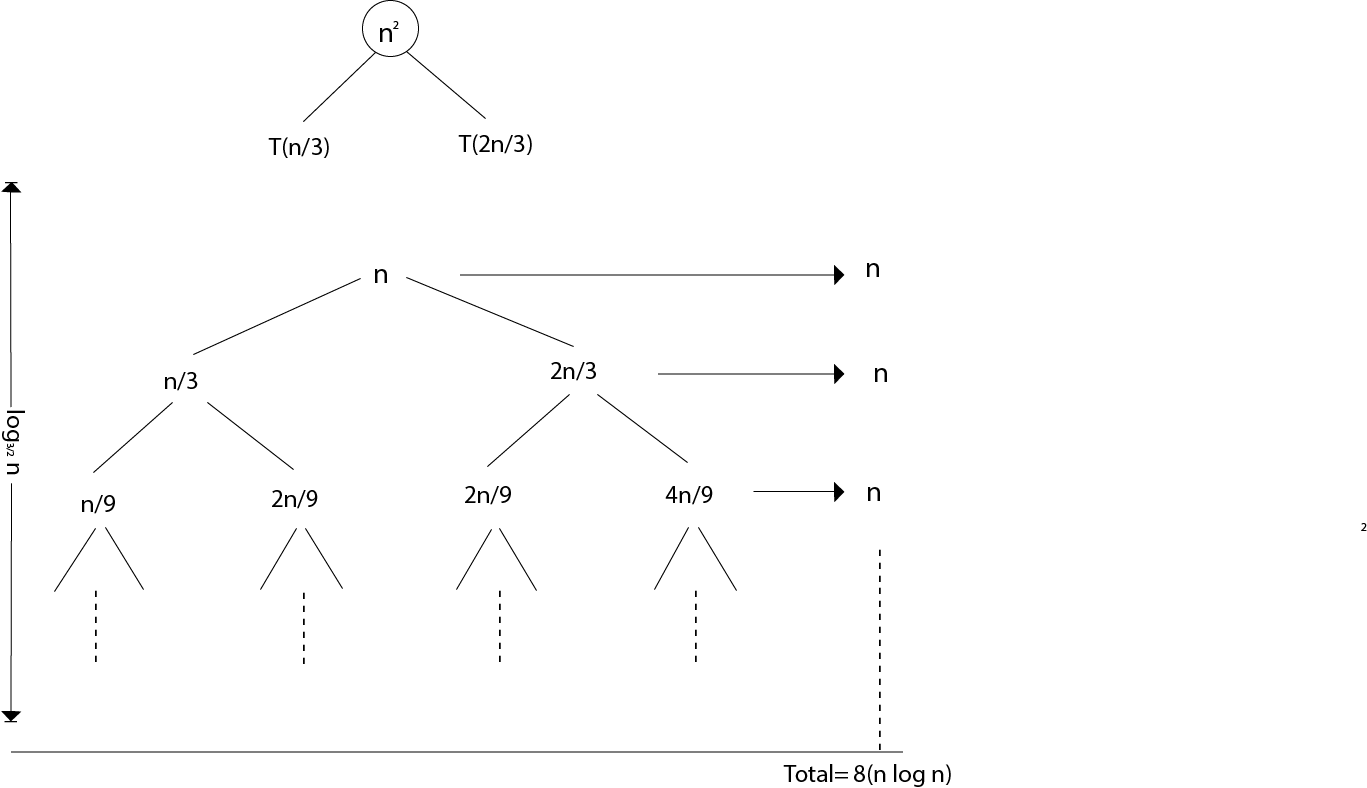 n²
T(n/3) T(2n/3)
n n
n/3 2n/3 n
n/9 2n/9 2n/9 4n/9 n
log₃/₂ n
2
Total= 8(n log n)